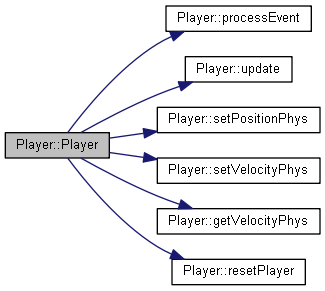 Player::processEvent
Player::update
Player::setPositionPhys
Player::Player
Player::setVelocityPhys
Player::getVelocityPhys
Player::resetPlayer